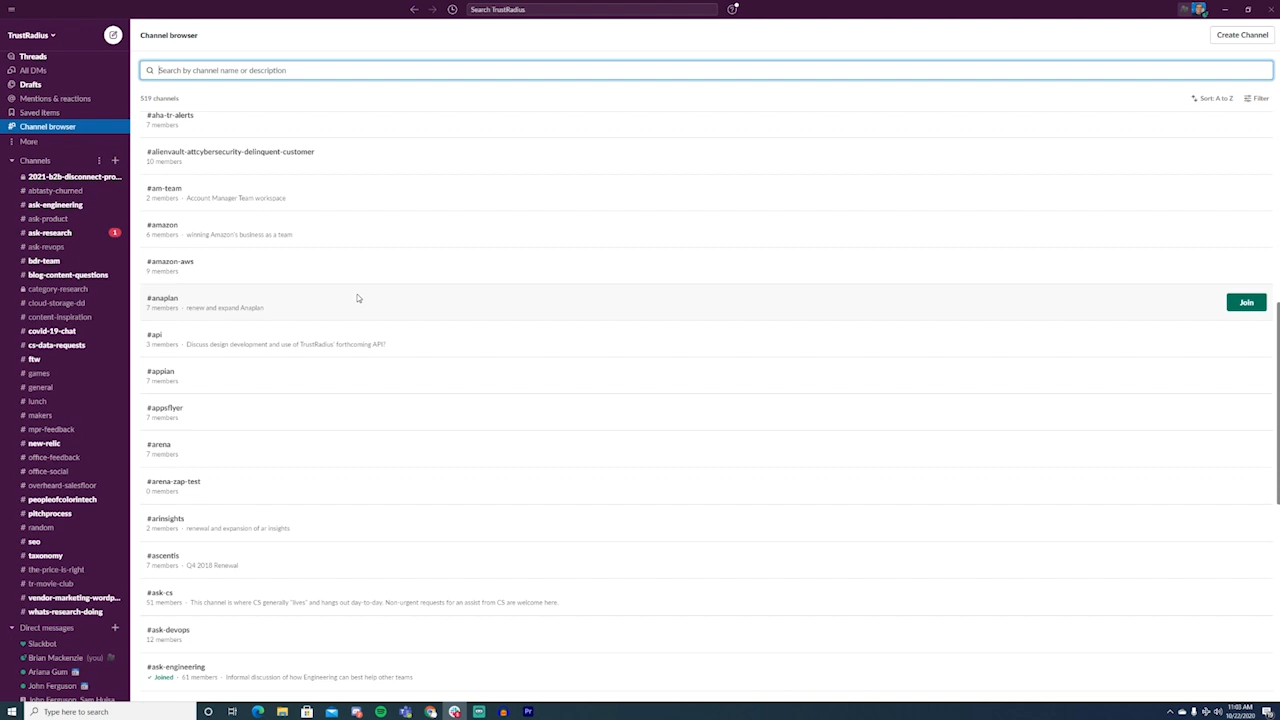 Search TrustRadius
TrustRadius
Channel browser
Create Channel
Threads
All DMs
Drafts
Mentions & reactions
Saved items
Channel browser
More
Channels
2021-b2b-disconnect-pro...
# abtasty-churned
# ask-engineering
# ask-product
# ask-research 1
# ask-revops
# bdr-team
# blog-content-questions
category-research
# cloud-storage-dd
# content-inspiration
# covid-19-chat
# cs-data-requests
# ftw
# games
# general
# lunch
# makers
# mpr-feedback
# new-relic
# office-feedback
# office-social
# overheard-salesfloor
# peopleofcolorintech
# pitchprocess
# random
# seo
# taxonomy
# the-price-is-right
# tr-movie-club
# vendor-marketing-wordp...
# whats-research-doing
Direct messages
Slackbot
Brian Mackenzie (you)
Ariana Gum
John Ferguson
John Ferguson, Sam Hulsa
Search by channel name or description
519 channels
Sort: A to Z
Filter
#aha-tr-alerts
7 members
#alienvault-attcybersecurity-delinquent-customer
10 members
#am-team
2 members · Account Manager Team workspace
#amazon
6 members · winning Amazon's business as a team
#amazon-aws
9 members
#anaplan
7 members · renew and expand Anaplan
Join
#api
3 members · Discuss design development and use of TrustRadius' forthcoming API?
#appian
7 members
#appsflyer
7 members
#arena
7 members
#arena-zap-test
0 members
#arinsights
2 members · renewal and expansion of ar insights
#ascentis
7 members · Q4 2018 Renewal
#ask-cs
51 members · This channel is where CS generally "lives" and hangs out day-to-day. Non-urgent requests for an assist from CS are welcome here.
#ask-devops
12 members
#ask-engineering
✓ Joined · 61 members · Informal discussion of how Engineering can best help other teams
Type here to search
11:03 AM
10/22/2020